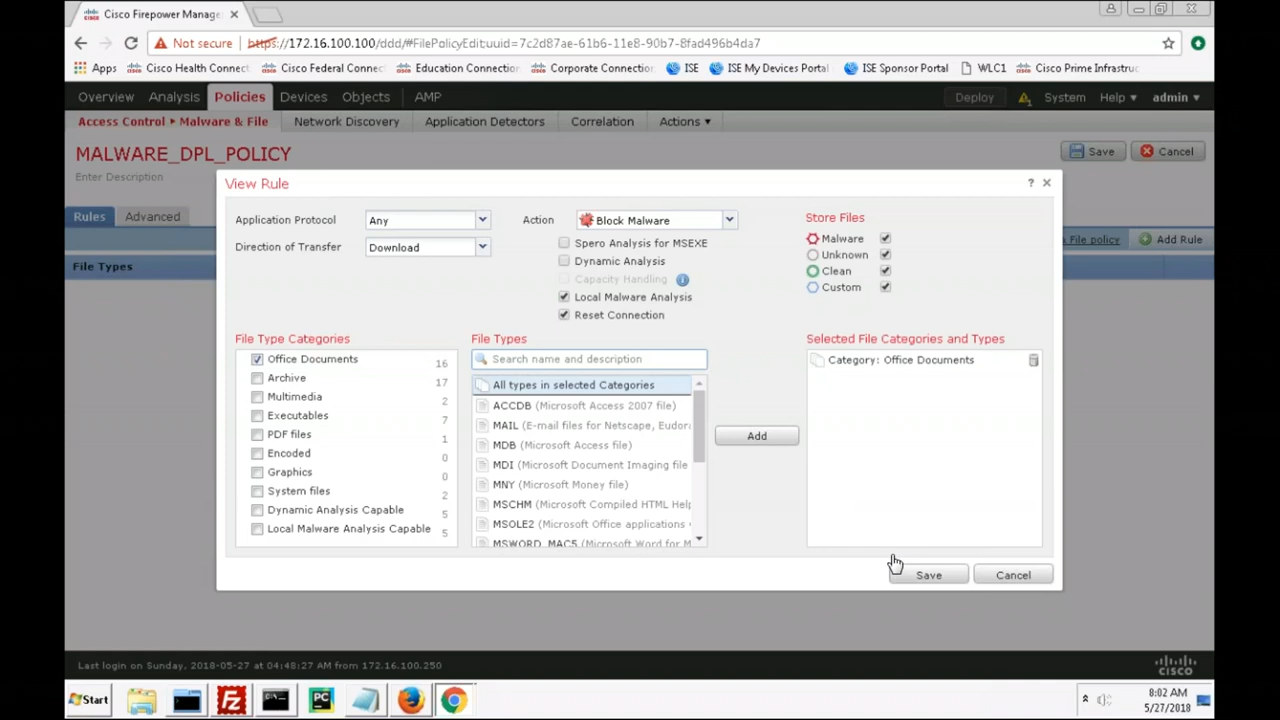 Cisco Firepower Manage
Not secure
https://172.16.100.100/ddd/#FilePolicyEdit:uuid=7c2d87ae-61b6-11e8-90b7-8fad496b4da7
Apps
Cisco Health Connect
Cisco Federal Connec
Education Connection
Corporate Connection
ISE
ISE My Devices Portal
ISE Sponsor Portal
WLC1
Cisco Prime Infrastruc
Overview
Analysis
Policies
Devices
Objects
AMP
Deploy
System
Help
admin
Access Control
Malware & File
Network Discovery
Application Detectors
Correlation
Actions
MALWARE_DPL_POLICY
Save
Cancel
Enter Description
Rules
Advanced
File policy
Add Rule
File Types
View Rule
?
Application Protocol
Any
Direction of Transfer
Download
Action
Block Malware
Spero Analysis for MSEXE
Dynamic Analysis
Capacity Handling
Local Malware Analysis
Reset Connection
Store Files
Malware
Unknown
Clean
Custom
File Type Categories
Office Documents 16
Archive 17
Multimedia 2
Executables 7
PDF files 1
Encoded 0
Graphics 0
System files 2
Dynamic Analysis Capable 5
Local Malware Analysis Capable 5
File Types
Search name and description
All types in selected Categories
ACCDB (Microsoft Access 2007 file)
MAIL (E-mail files for Netscape, Eudora
MDB (Microsoft Access file)
MDI (Microsoft Document Imaging file
MNY (Microsoft Money file)
MSCHM (Microsoft Compiled HTML Help
MSOLE2 (Microsoft Office applications
MSWORD_MAC5 (Microsoft Word for M
Add
Selected File Categories and Types
Category: Office Documents
Save
Cancel
Last login on Sunday, 2018-05-27 at 04:48:27 AM from 172.16.100.250
CISCO
Start
FZ
PC
8:02 AM
5/27/2018